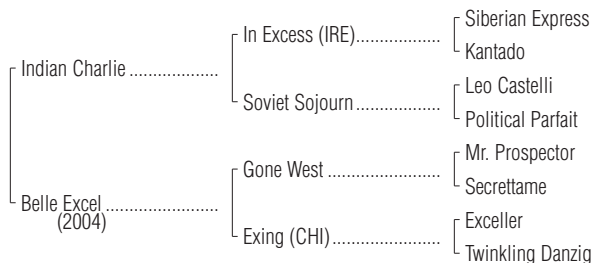 Siberian Express
In Excess (IRE)....................
Kantado
Indian Charlie ....................
Leo Castelli
Soviet Sojourn ....................
Political Parfait
Mr. Prospector
Gone West ..........................
Secrettame
Belle Excel ..........................
(2004)
Exceller
Exing (CHI)..........................
Twinkling Danzig